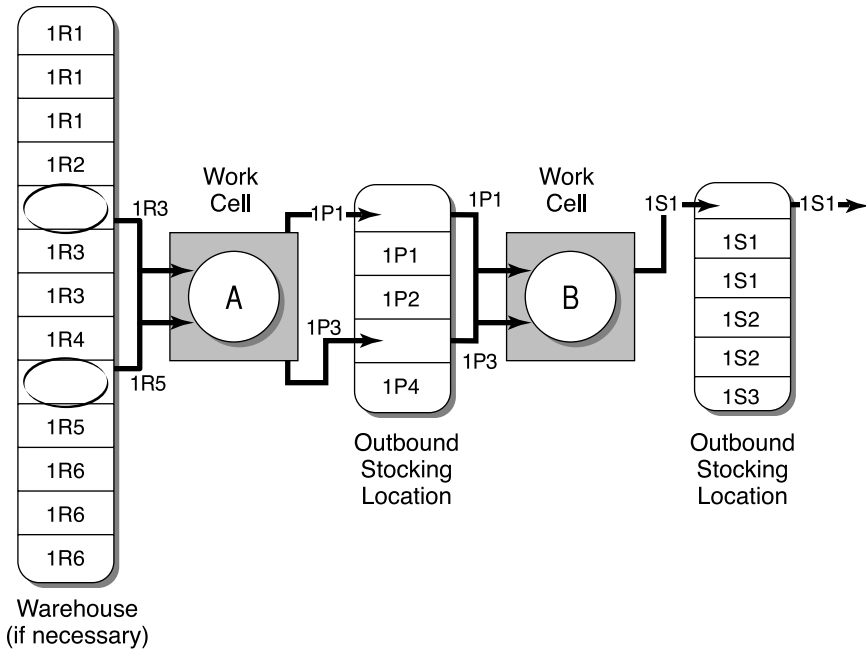 1R1
1R1
1R1
1R2
1R3
1R3
1R3
1R4
1R5
1R5
1R6
1R6
1R6
Warehouse
(if necessary)
Work
Cell
A
1P1
1P3
1P1
1P2
1P4
Outbound
Stocking
Location
1P1
1P3
Work
Cell
B
1S1
1S1
1S1
1S2
1S2
1S3
1S1
Outbound
Stocking
Location